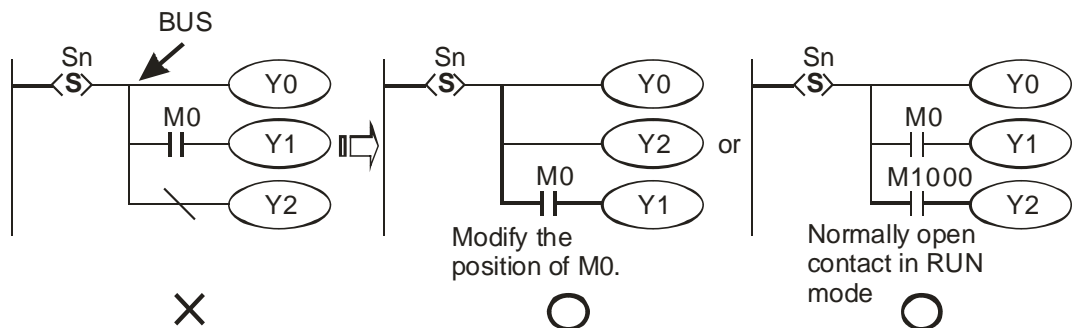 BUS
Sn
S
Y0
M0
Y1
Y2
Sn
S
Y0
Y2
M0
Y1
Modify the
position of M0.
or
Sn
S
Y0
M0
Y1
M1000
Y2
Normally open
contact in RUN
mode